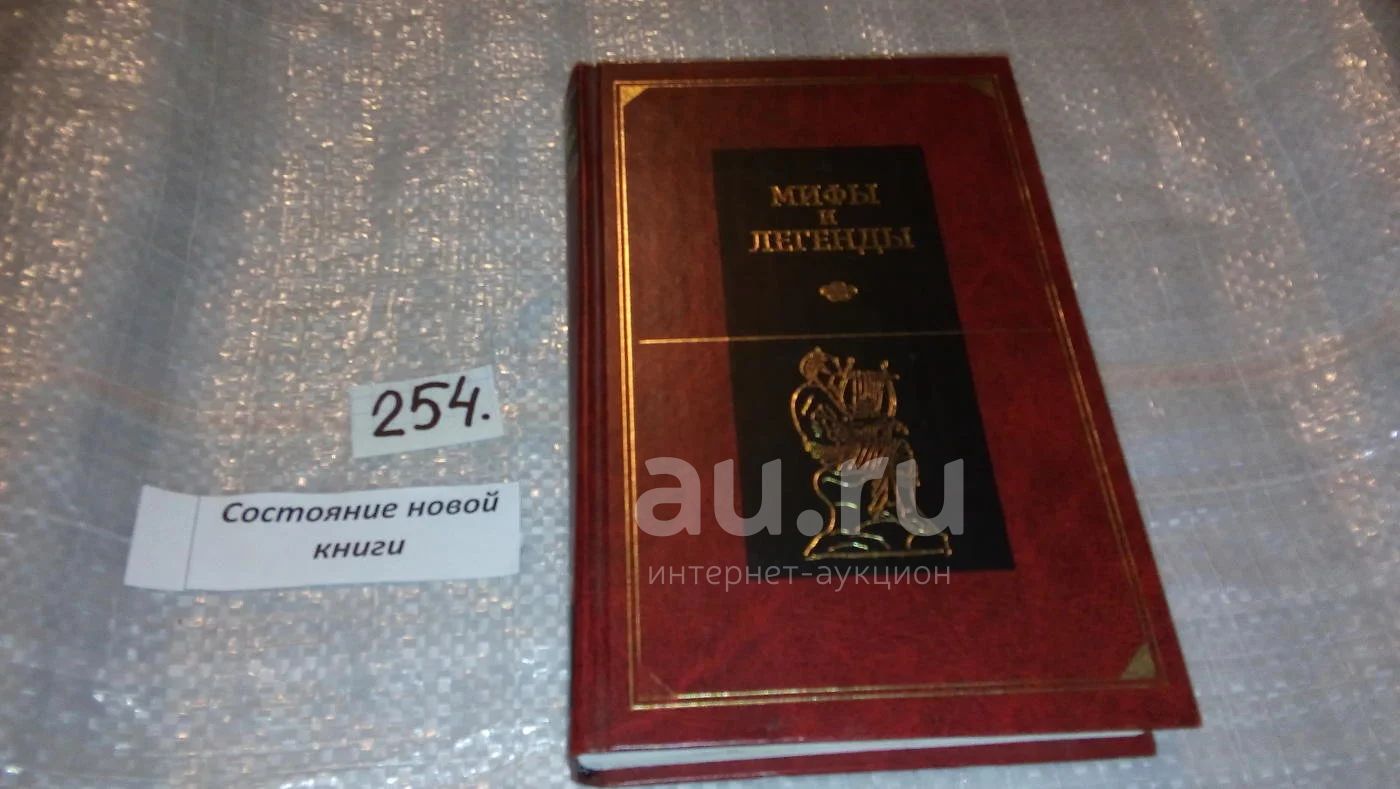 МИФЫ
и
ЛЕГЕНДЫ
254.
Состояние новой
книги
au.ru
интернет-аукцион